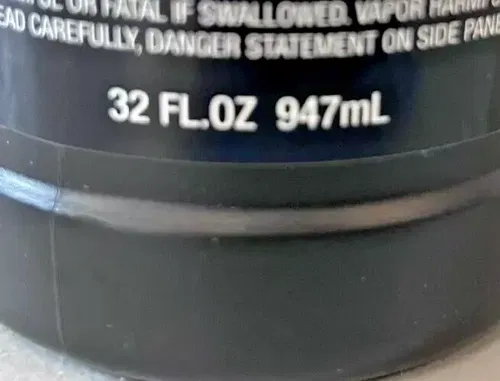 OR FATAL IF SWALLOWED. VAPOR
CAREFULLY, DANGER STATEMENT ON SIDE
32 FL.OZ 947mL